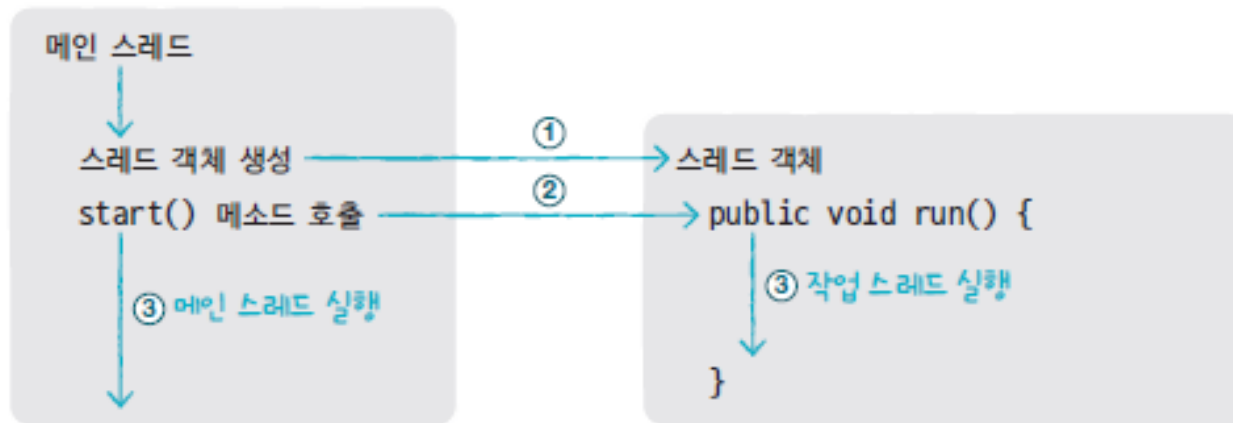 메인 스레드
스레드 객체 생성
①
스레드 객체
start() 메소드 호출
②
public void run() {
③ 메인 스레드 실행
③ 작업 스레드 실행
}